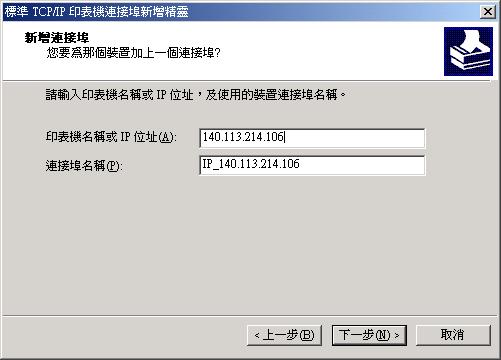 標準 TCP/IP 印表機連接埠新增精靈
新增連接埠
您要為那個裝置加上一個連接埠?
請輸入印表機名稱或 IP 位址，及使用的裝置連接埠名稱。
印表機名稱或 IP 位址(A): 140.113.214.106
連接埠名稱(P): IP_140.113.214.106
< 上一步(B) 下一步(N) > 取消